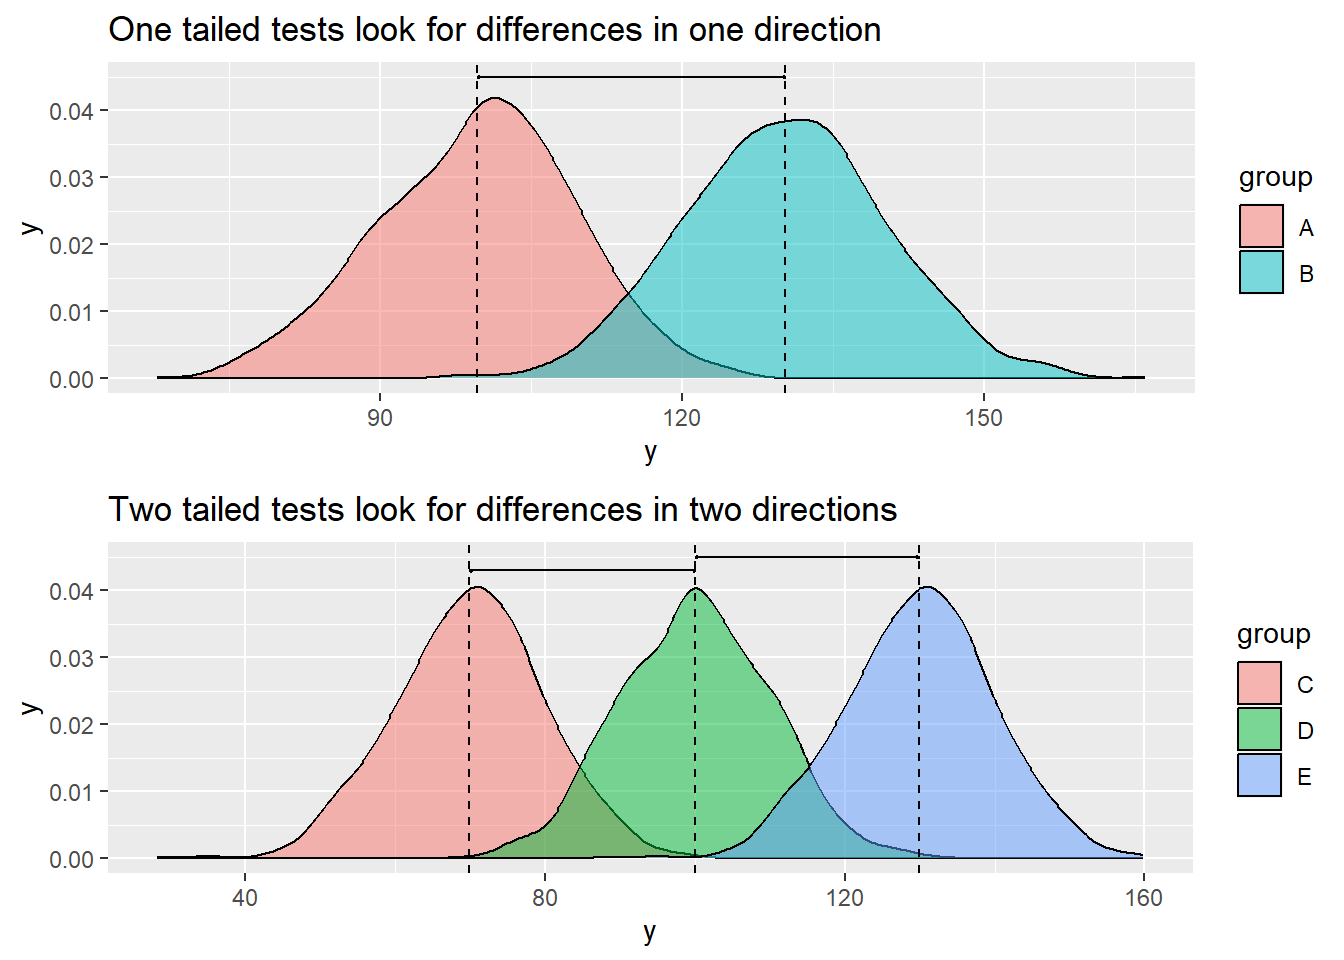 One tailed tests look for differences in one direction
0.04
0.03
0.02
0.01
0.00
y
90 120 150
y
group
A
B
Two tailed tests look for differences in two directions
0.04
0.03
0.02
0.01
0.00
y
40 80 120 160
y
group
C
D
E